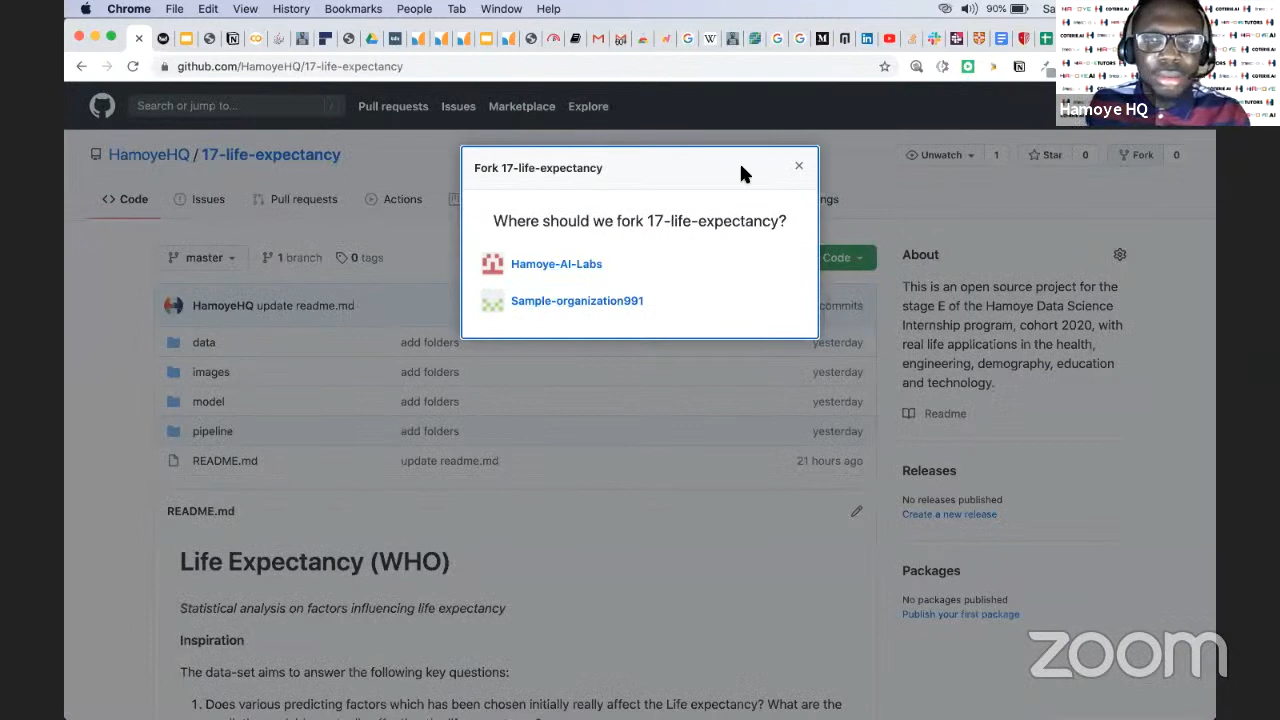 Chrome File Edit View History Bookmarks People Tab Window Help
90%
github.com/HamoyeHQ/17-life-exp
Hamoye HQ
Search or jump to...
/
Pull requests Issues Marketplace Explore
HamoyeHQ / 17-life-expectancy
Unwatch 1 Star 0 Fork 0
Code Issues Pull requests Actions
ngs
Fork 17-life-expectancy
Where should we fork 17-life-expectancy?
Hamoye-AI-Labs
Sample-organization991
master 1 branch 0 tags
Code
HamoyeHQ update readme.md
commits
data add folders yesterday
images add folders yesterday
model add folders yesterday
pipeline add folders yesterday
README.md update readme.md 21 hours ago
README.md
Life Expectancy (WHO)
Statistical analysis on factors influencing life expectancy
Inspiration
The data-set aims to answer the following key questions:
1. Does various predicting factors which has been chosen initially really affect the Life expectancy? What are the
About
This is an open source project for the
stage E of the Hamoye Data Science
Internship program, cohort 2020, with
real life applications in the health,
engineering, demography, education
and technology.
Readme
Releases
No releases published
Create a new release
Packages
No packages published
Publish your first package
zoom